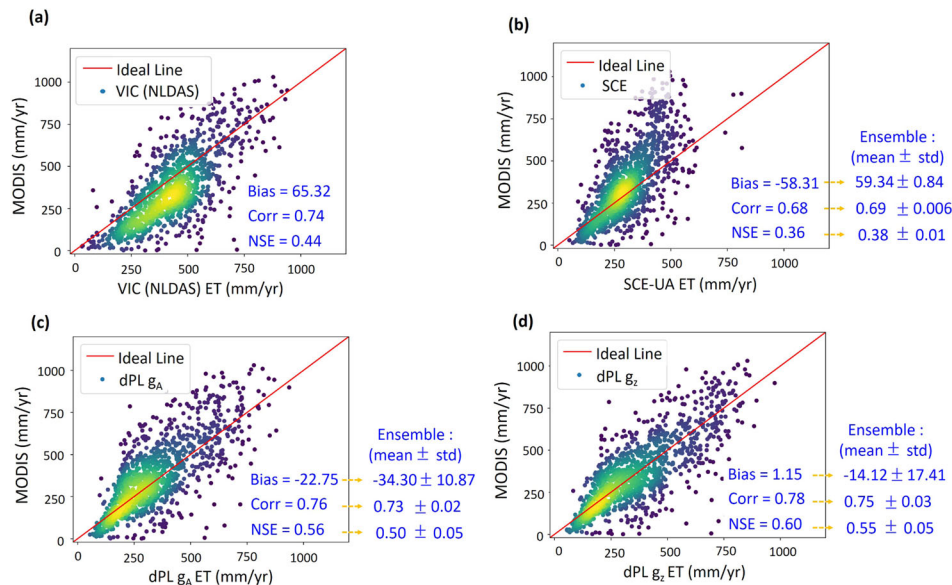 (a)
Ideal Line
VIC (NLDAS)
MODIS (mm/yr)
1000
750
500
250
0
Bias = 65.32
Corr = 0.74
NSE = 0.44
0 250 500 750 1000
VIC (NLDAS) ET (mm/yr)
(b)
Ideal Line
SCE
MODIS (mm/yr)
1000
750
500
250
0
Ensemble :
(mean ± std)
Bias = -58.31 59.34 ± 0.84
Corr = 0.68 0.69 ± 0.006
NSE = 0.36 0.38 ± 0.01
0 250 500 750 1000
SCE-UA ET (mm/yr)
(c)
Ideal Line
dPL g_A
MODIS (mm/yr)
1000
750
500
250
0
Ensemble :
(mean ± std)
Bias = -22.75 -34.30 ± 10.87
Corr = 0.76 0.73 ± 0.02
NSE = 0.56 0.50 ± 0.05
0 250 500 750 1000
dPL g_A ET (mm/yr)
(d)
Ideal Line
dPL g_z
MODIS (mm/yr)
1000
750
500
250
0
Ensemble :
(mean ± std)
Bias = 1.15 -14.12 ± 17.41
Corr = 0.78 0.75 ± 0.03
NSE = 0.60 0.55 ± 0.05
0 250 500 750 1000
dPL g_z ET (mm/yr)